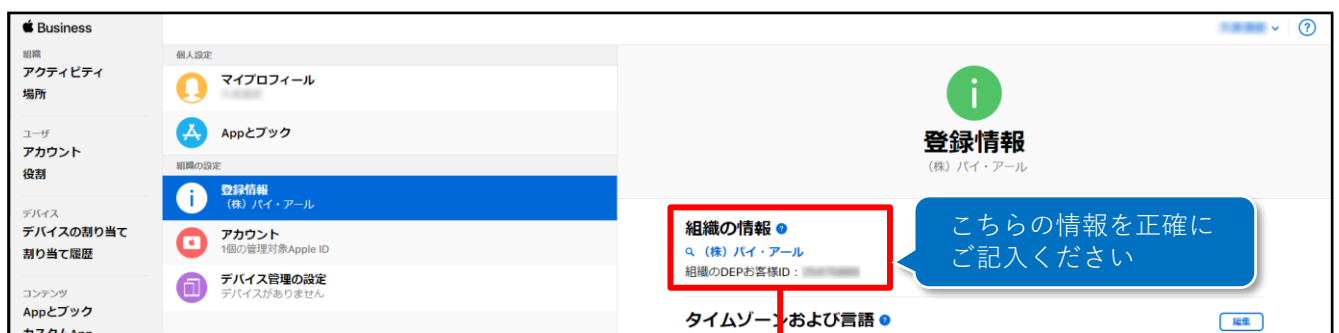 Business
組織
アクティビティ
場所
ユーザ
アカウント
役割
デバイス
デバイスの割り当て
割り当て履歴
コンテンツ
Appとブック
カスタムApp
個人設定
マイプロフィール
Appとブック
組織の設定
登録情報
（株）パイ・アール
アカウント
1個の管理対象Apple ID
デバイス管理の設定
デバイスがありません
登録情報
（株）パイ・アール
組織の情報
（株）パイ・アール
組織のDEPお客様ID：
こちらの情報を正確に
ご記入ください
タイムゾーンおよび言語
編集